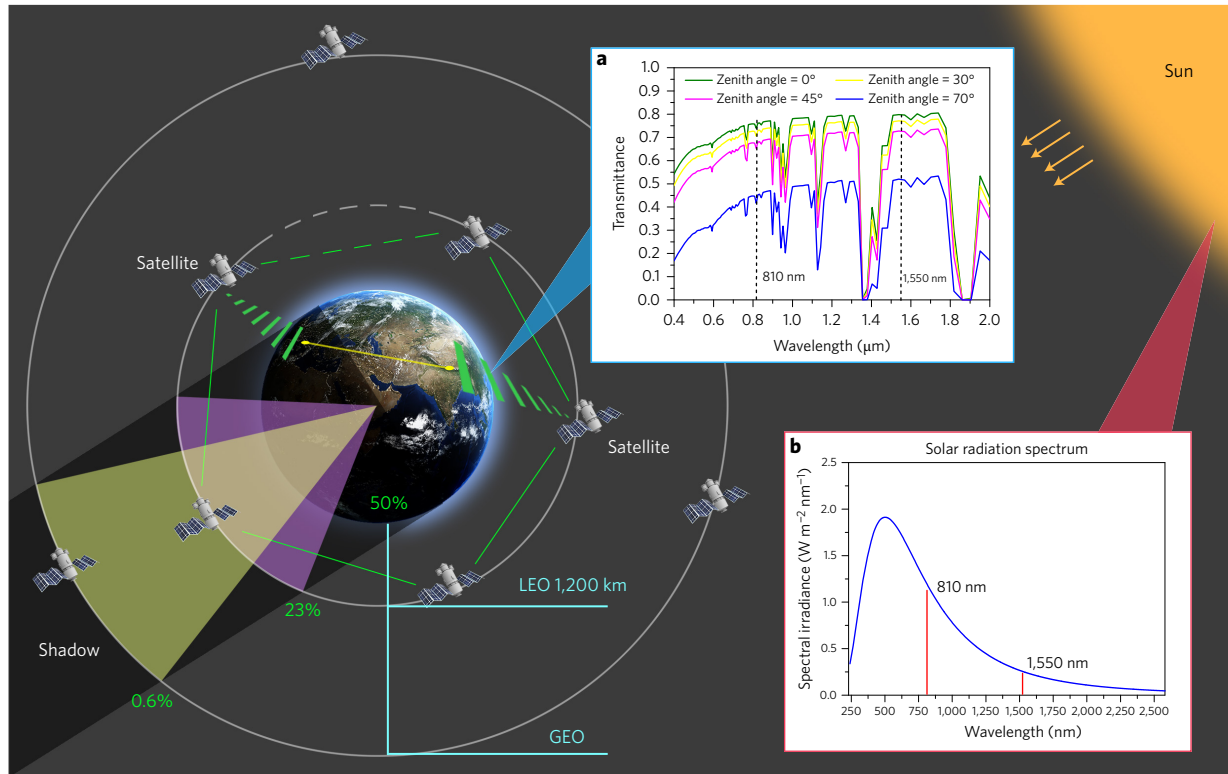 Sun
Satellite
Satellite
50%
LEO 1,200 km
23%
Shadow
0.6%
GEO
a
Zenith angle = 0°
Zenith angle = 30°
Zenith angle = 45°
Zenith angle = 70°
Transmittance
1.0
0.9
0.8
0.7
0.6
0.5
0.4
0.3
0.2
0.1
0.0
810 nm
1,550 nm
0.4 0.6 0.8 1.0 1.2 1.4 1.6 1.8 2.0
Wavelength (μm)
b
Solar radiation spectrum
Spectral irradiance (W m⁻² nm⁻¹)
2.5
2.0
1.5
1.0
0.5
0.0
810 nm
1,550 nm
250 500 750 1,000 1,250 1,500 1,750 2,000 2,250 2,500
Wavelength (nm)